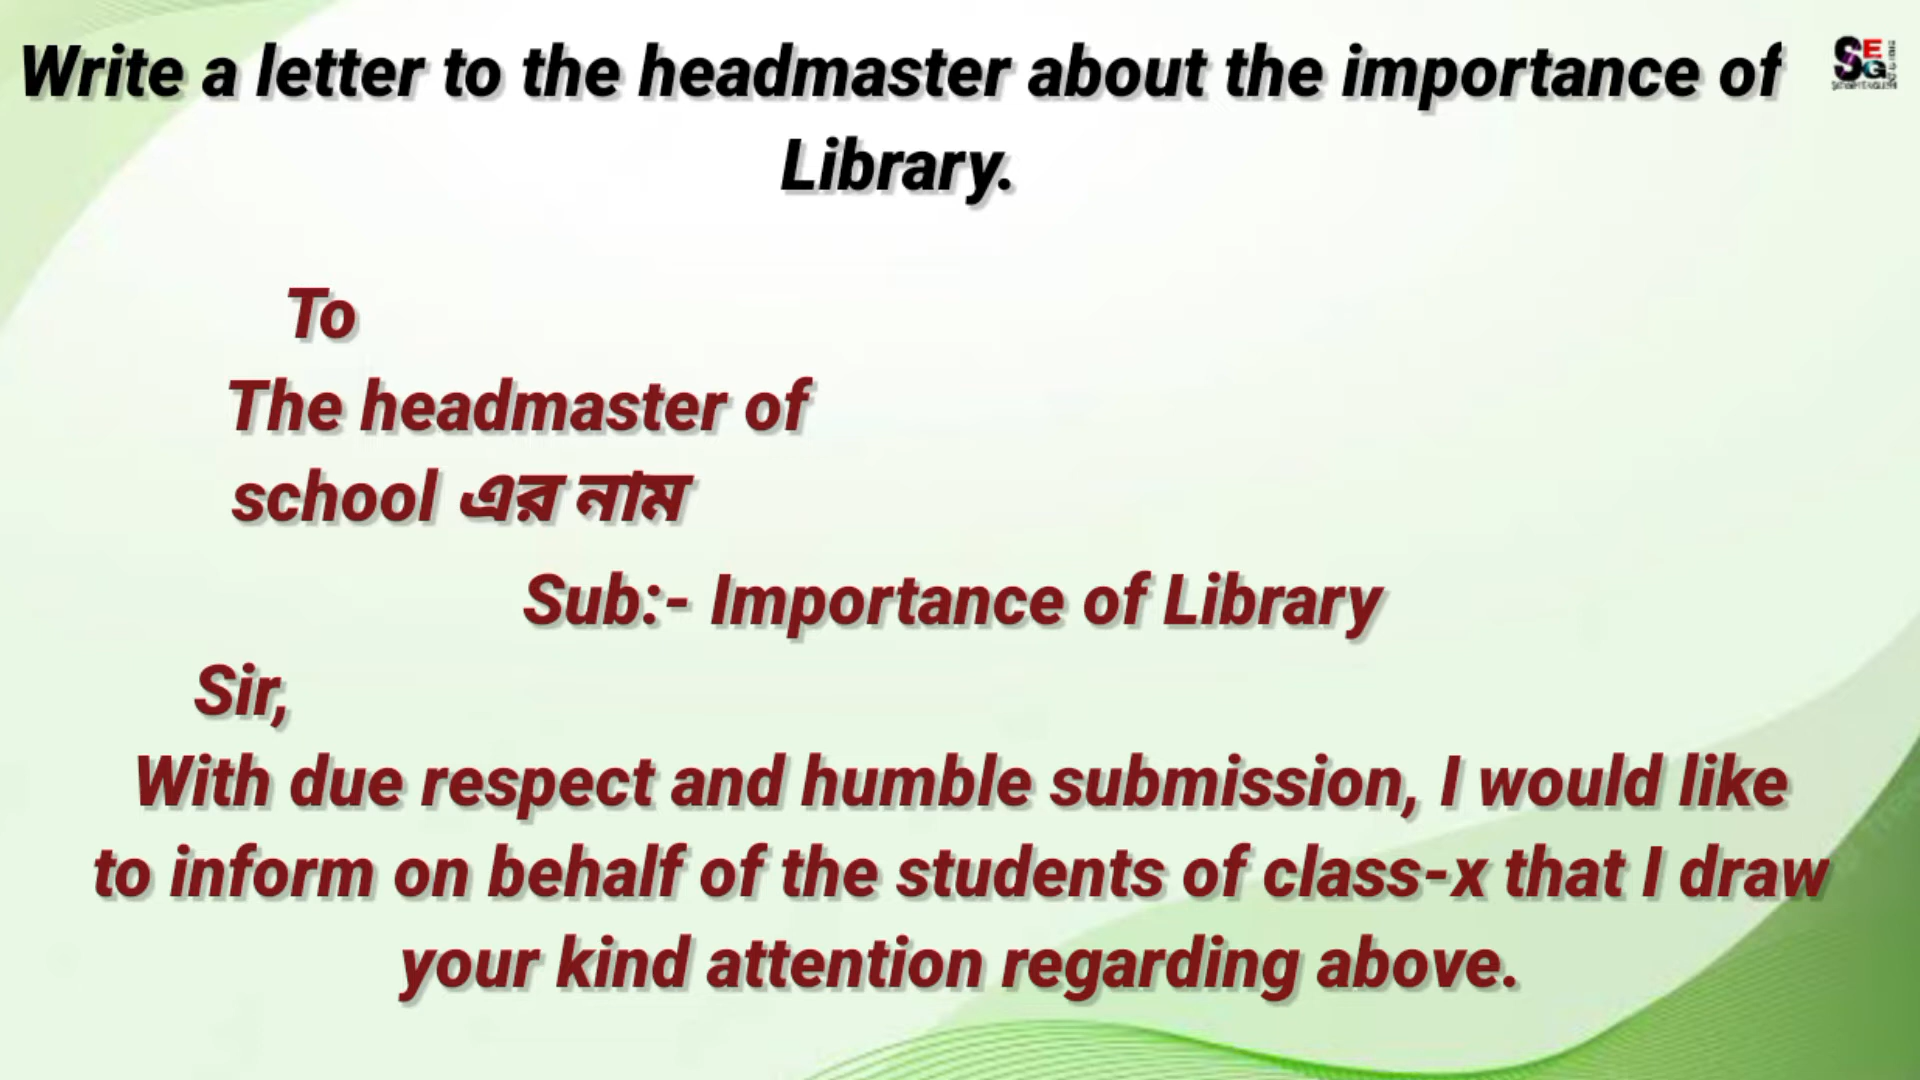 Write a letter to the headmaster about the importance of
Library.
SEG
To
The headmaster of
school এর নাম
Sub:- Importance of Library
Sir,
With due respect and humble submission, I would like
to inform on behalf of the students of class-x that I draw
your kind attention regarding above.